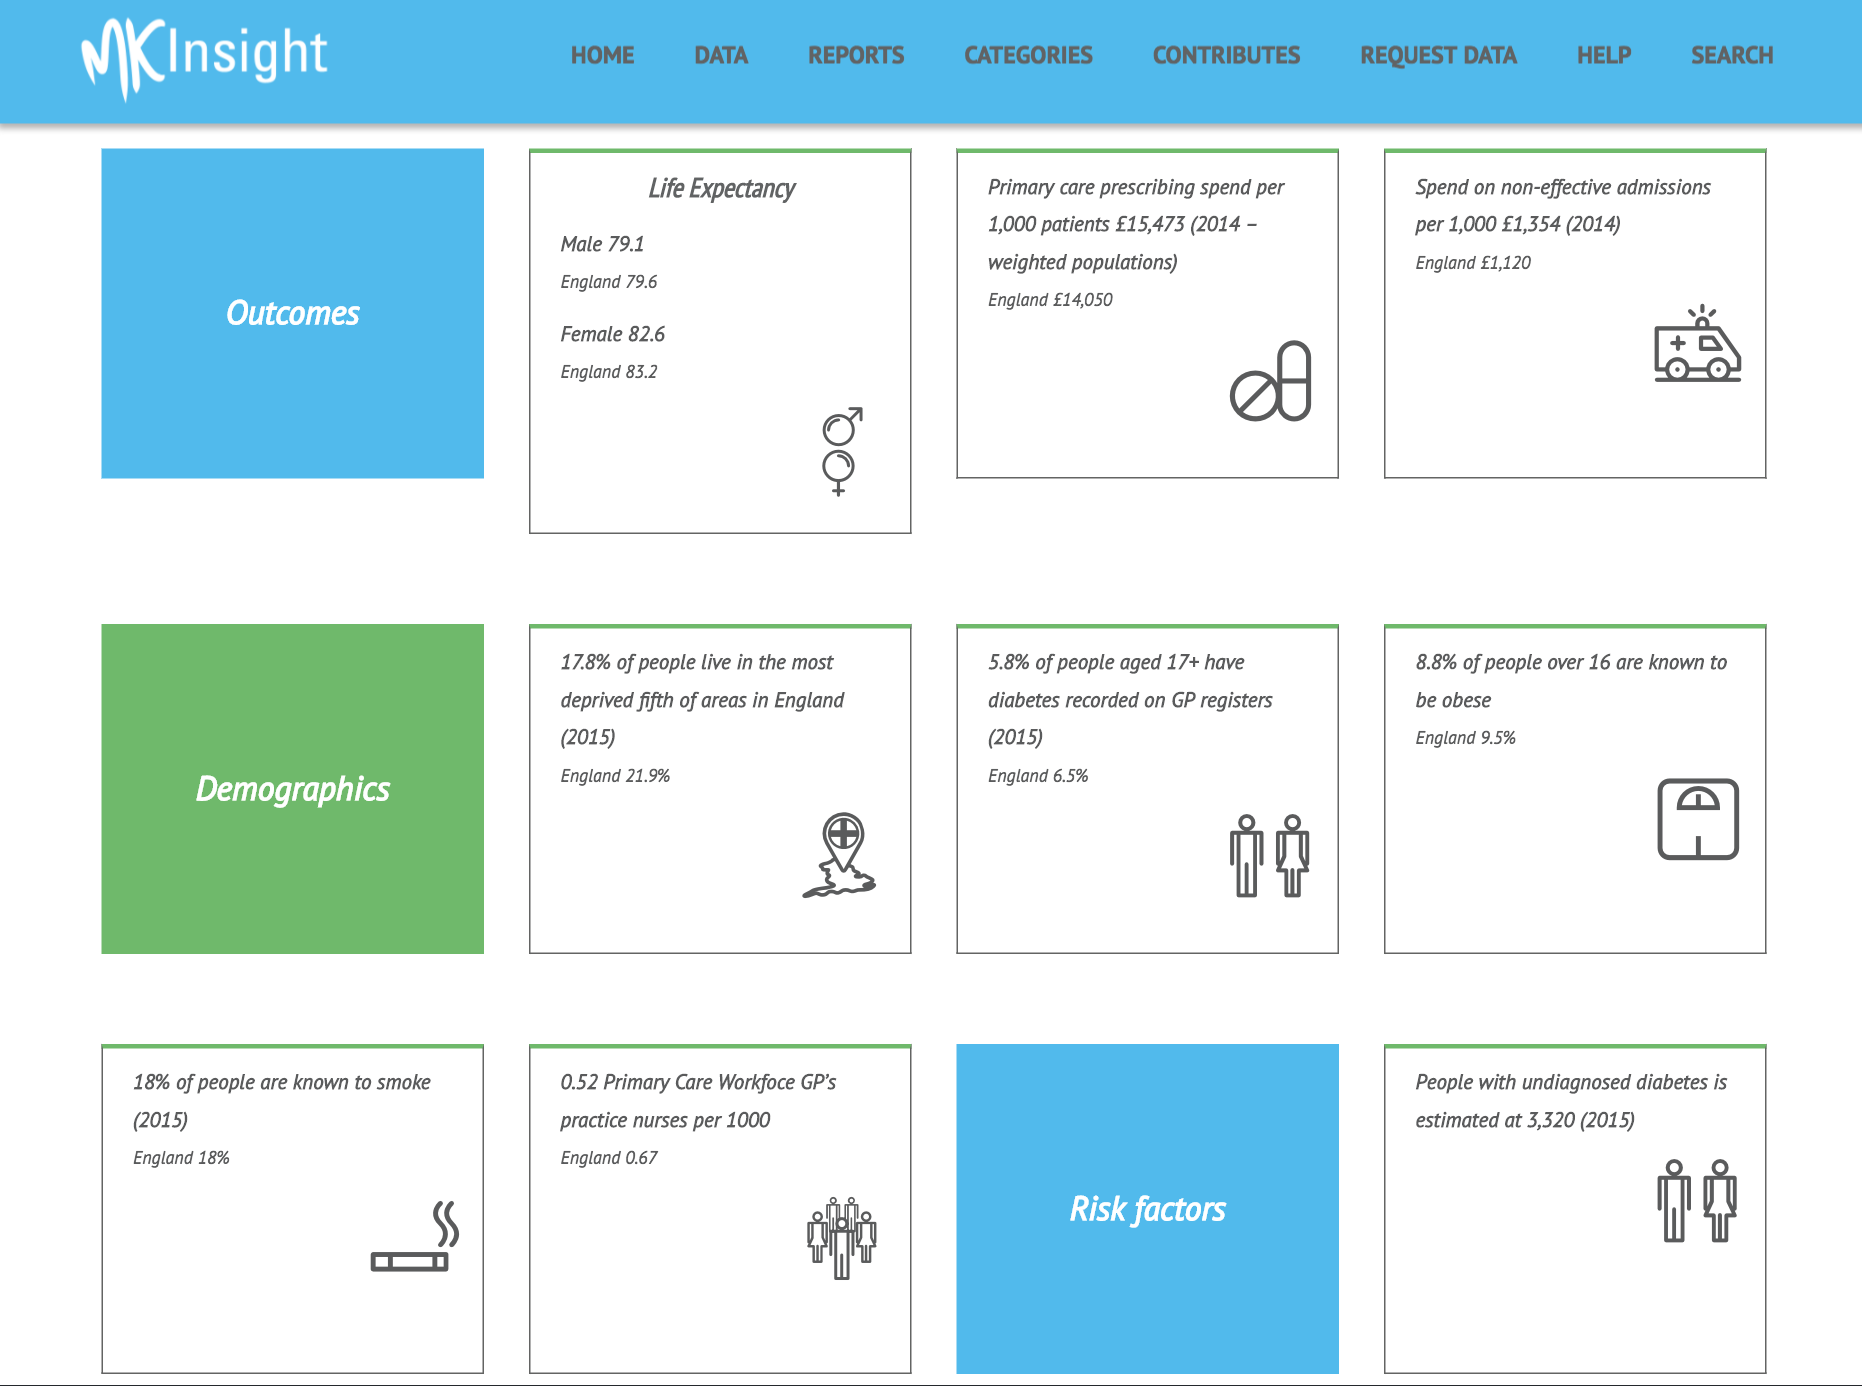 MKInsight
HOME DATA REPORTS CATEGORIES CONTRIBUTES REQUEST DATA HELP SEARCH
Outcomes
Life Expectancy
Male 79.1
England 79.6
Female 82.6
England 83.2
Primary care prescribing spend per
1,000 patients £15,473 (2014 –
weighted populations)
England £14,050
Spend on non-effective admissions
per 1,000 £1,354 (2014)
England £1,120
Demographics
17.8% of people live in the most
deprived fifth of areas in England
(2015)
England 21.9%
5.8% of people aged 17+ have
diabetes recorded on GP registers
(2015)
England 6.5%
8.8% of people over 16 are known to
be obese
England 9.5%
18% of people are known to smoke
(2015)
England 18%
0.52 Primary Care Workfoce GP’s
practice nurses per 1000
England 0.67
Risk factors
People with undiagnosed diabetes is
estimated at 3,320 (2015)